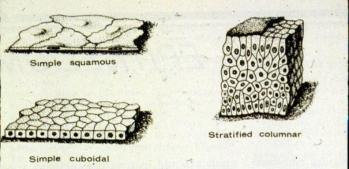 Simple squamous
Simple cuboidal
Stratified columnar